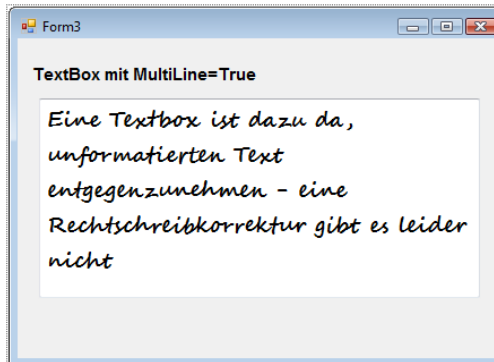 Form3
TextBox mit MultiLine=True
Eine Textbox ist dazu da,
unformatierten Text
entgegenzunehmen - eine
Rechtschreibkorrektur gibt es leider
nicht